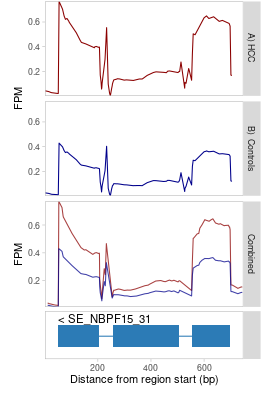 0.6
0.4
0.2
FPM
A) HCC
0.6
0.4
0.2
B) Controls
0.6
0.4
0.2
FPM
Combined
< SE_NBPF15_31
200
400
600
Distance from region start (bp)